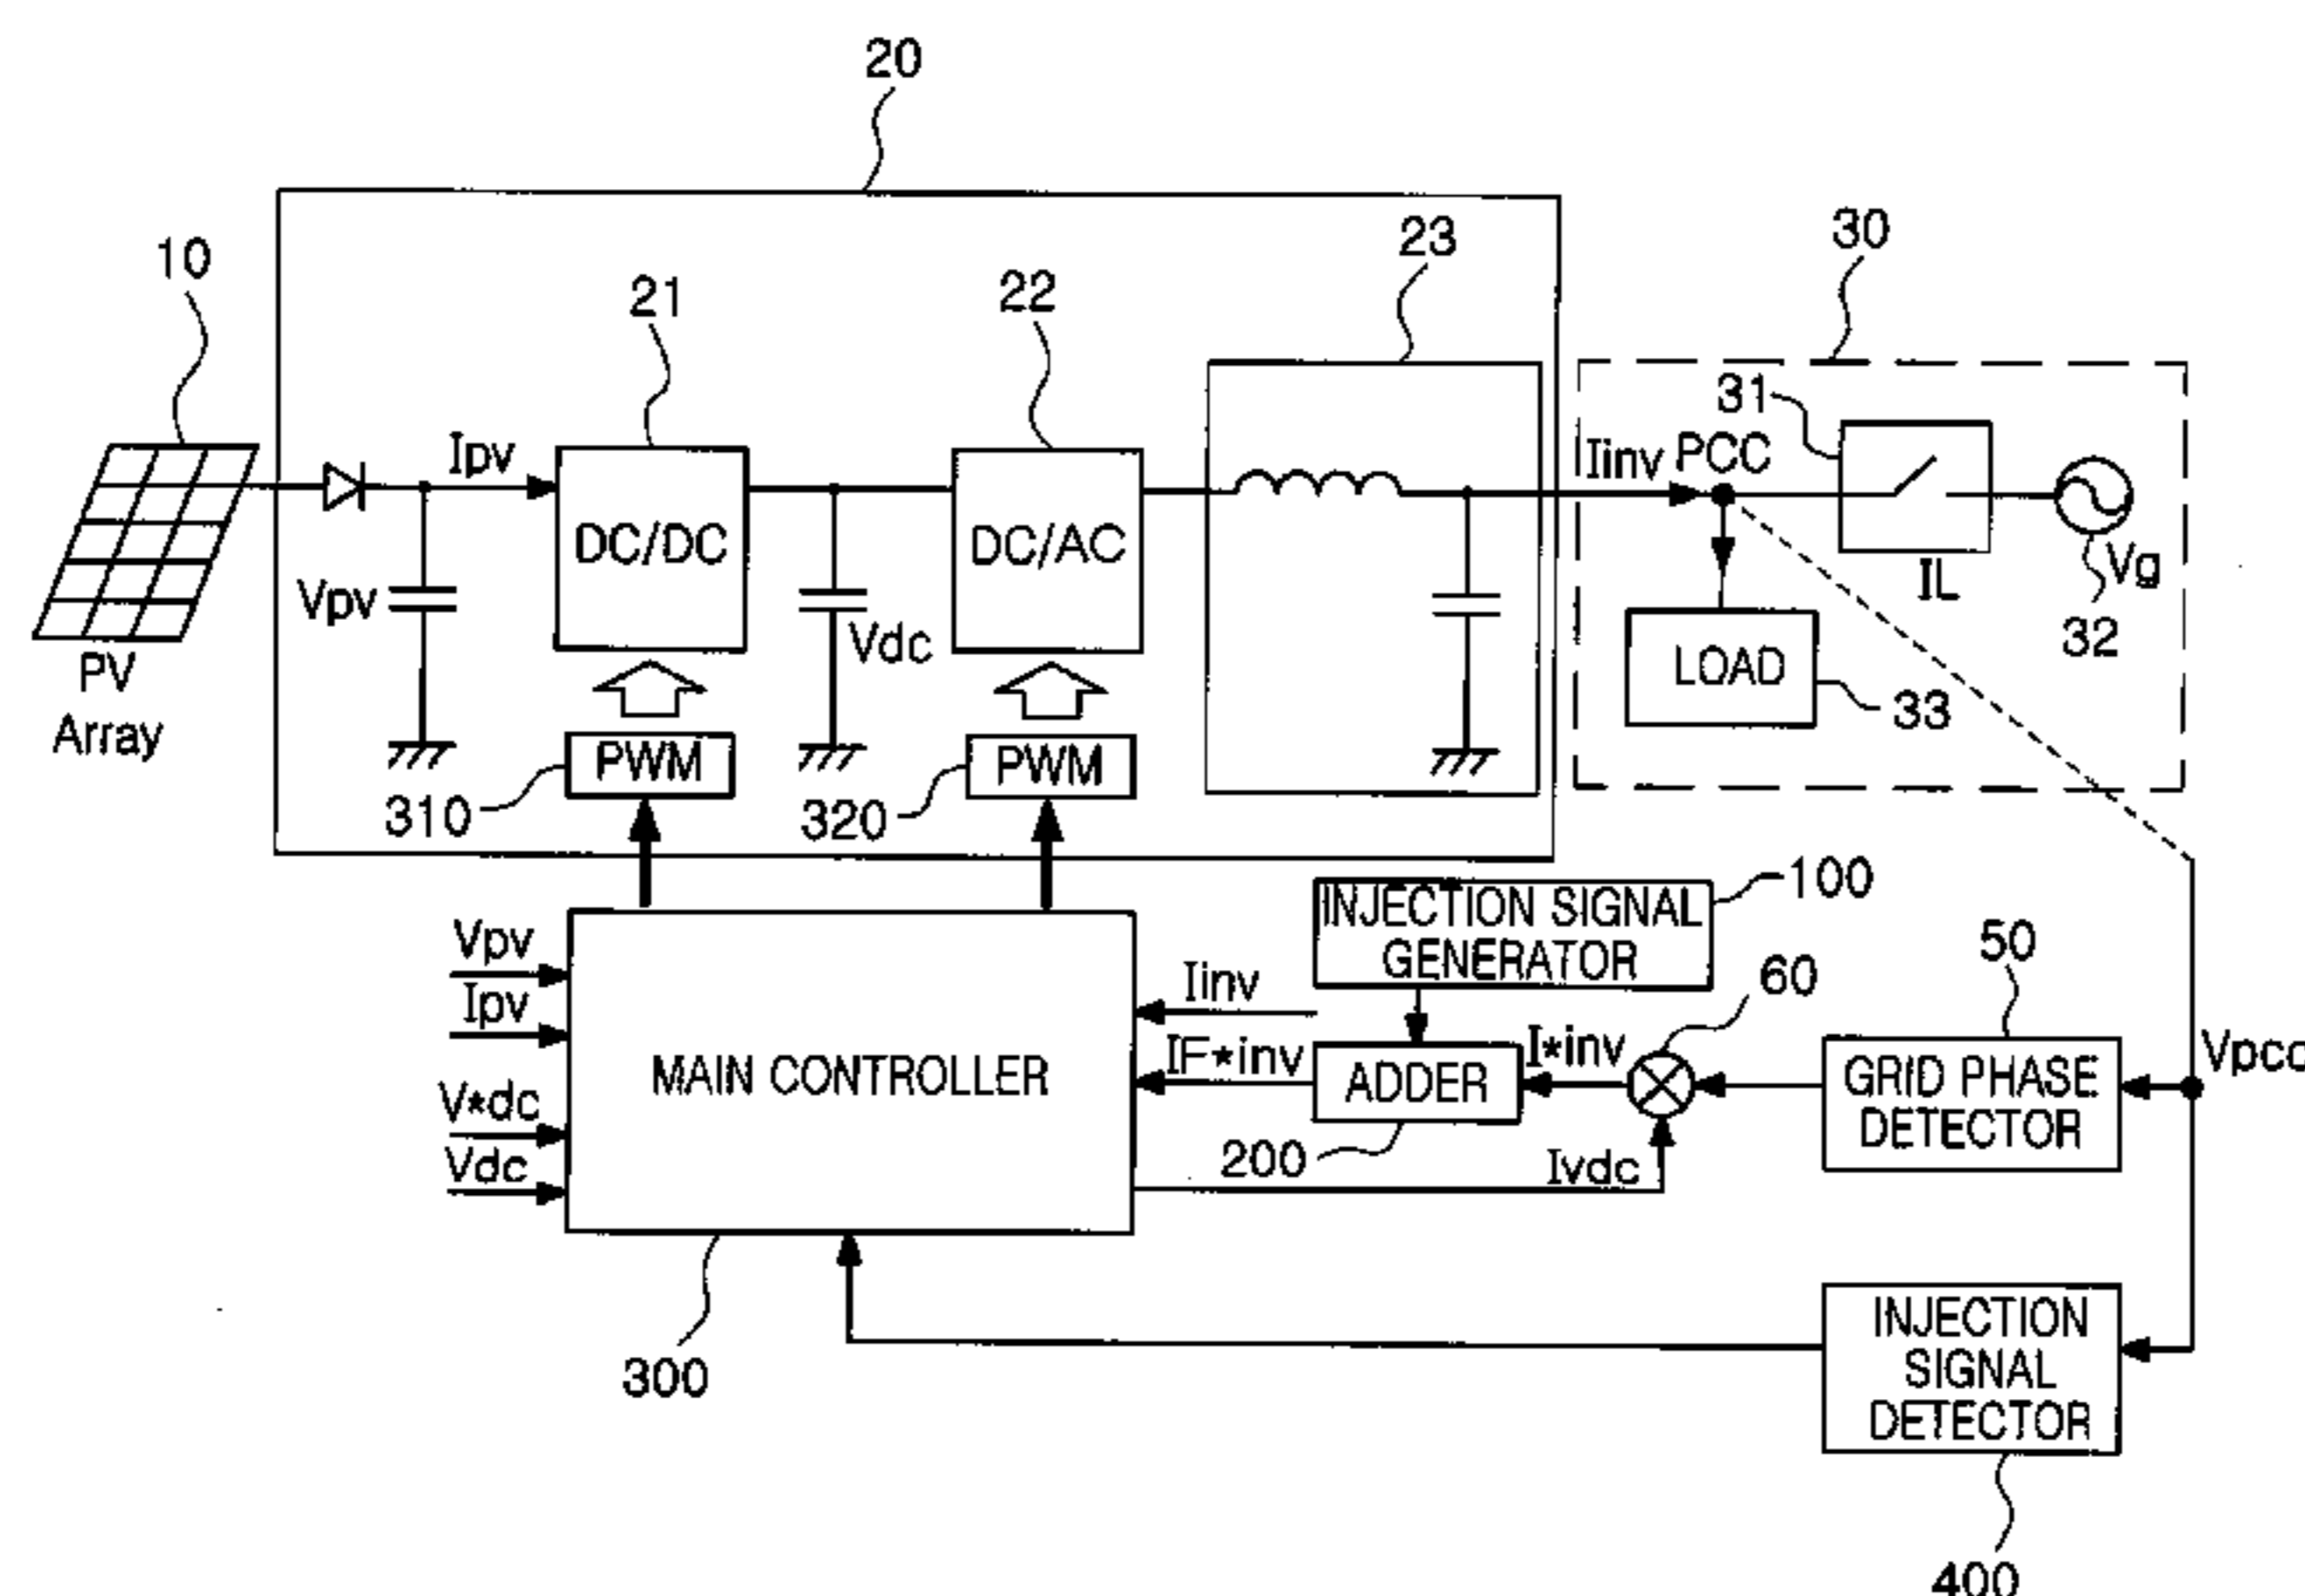 20
10
21
22
23
30
31
Ipv
Iinv
PCC
DC/DC
DC/AC
Vpv
Vdc
IL
Vg
32
LOAD
33
PV
Array
PWM
310
PWM
320
INJECTION SIGNAL
GENERATOR
100
Vpv
Ipv
V*dc
Vdc
MAIN CONTROLLER
300
Iinv
IF*inv
ADDER
200
I*inv
60
Ivdc
50
GRID PHASE
DETECTOR
Vpcc
INJECTION
SIGNAL
DETECTOR
400